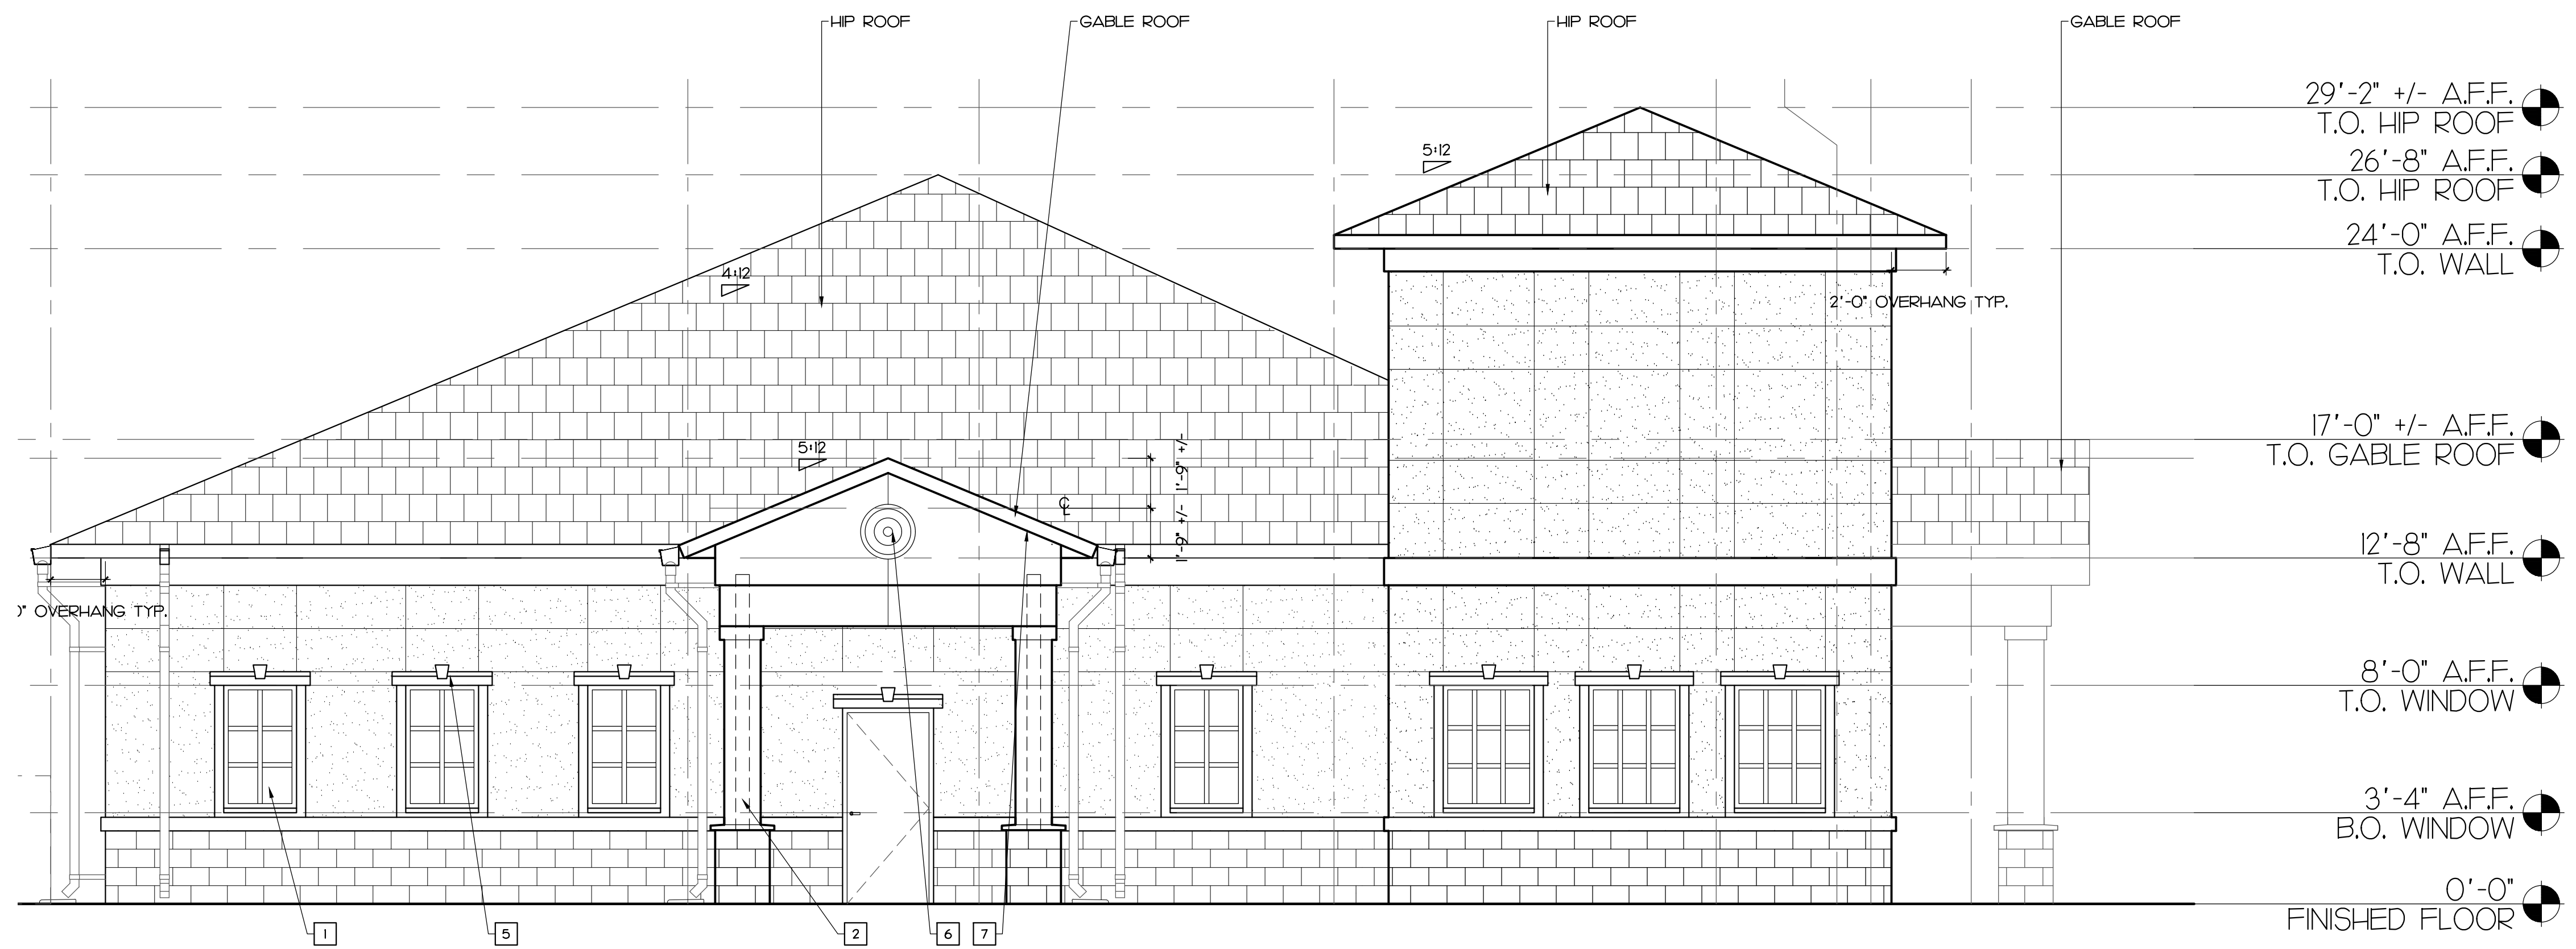 HIP ROOF
GABLE ROOF
HIP ROOF
GABLE ROOF
29'-2" +/- A.F.F.
T.O. HIP ROOF
5:12
26'-8" A.F.F.
T.O. HIP ROOF
24'-0" A.F.F.
T.O. WALL
4:12
2'-0" OVERHANG TYP.
17'-0" +/- A.F.F.
T.O. GABLE ROOF
5:12
1'-9" +/-
℄
1'-9" +/-
12'-8" A.F.F.
T.O. WALL
" OVERHANG TYP.
8'-0" A.F.F.
T.O. WINDOW
3'-4" A.F.F.
B.O. WINDOW
0'-0"
FINISHED FLOOR
1
5
2
6
7